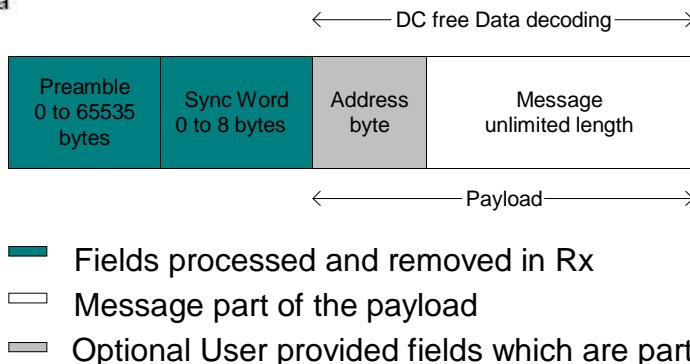 DC free Data decoding
Preamble
0 to 65535
bytes
Sync Word
0 to 8 bytes
Address
byte
Message
unlimited length
Payload
Fields processed and removed in Rx
Message part of the payload
Optional User provided fields which are part